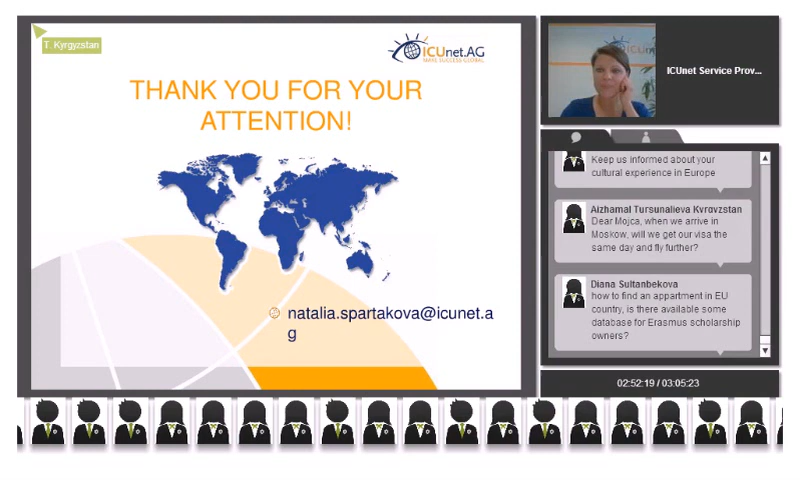 T. Kyrgyzstan
ICUnet.AG
MAKE SUCCESS GLOBAL
THANK YOU FOR YOUR
ATTENTION!
natalia.spartakova@icunet.a
g
ICUnet Service Prov...
Keep us informed about your
cultural experience in Europe
Aizhamal Tursunalieva Kyrgyzstan
Dear Mojca, when we arrive in
Moskow, will we get our visa the
same day and fly further?
Diana Sultanbekova
how to find an appartment in EU
country, is there available some
database for Erasmus scholarship
owners?
02:52:19 / 03:05:23